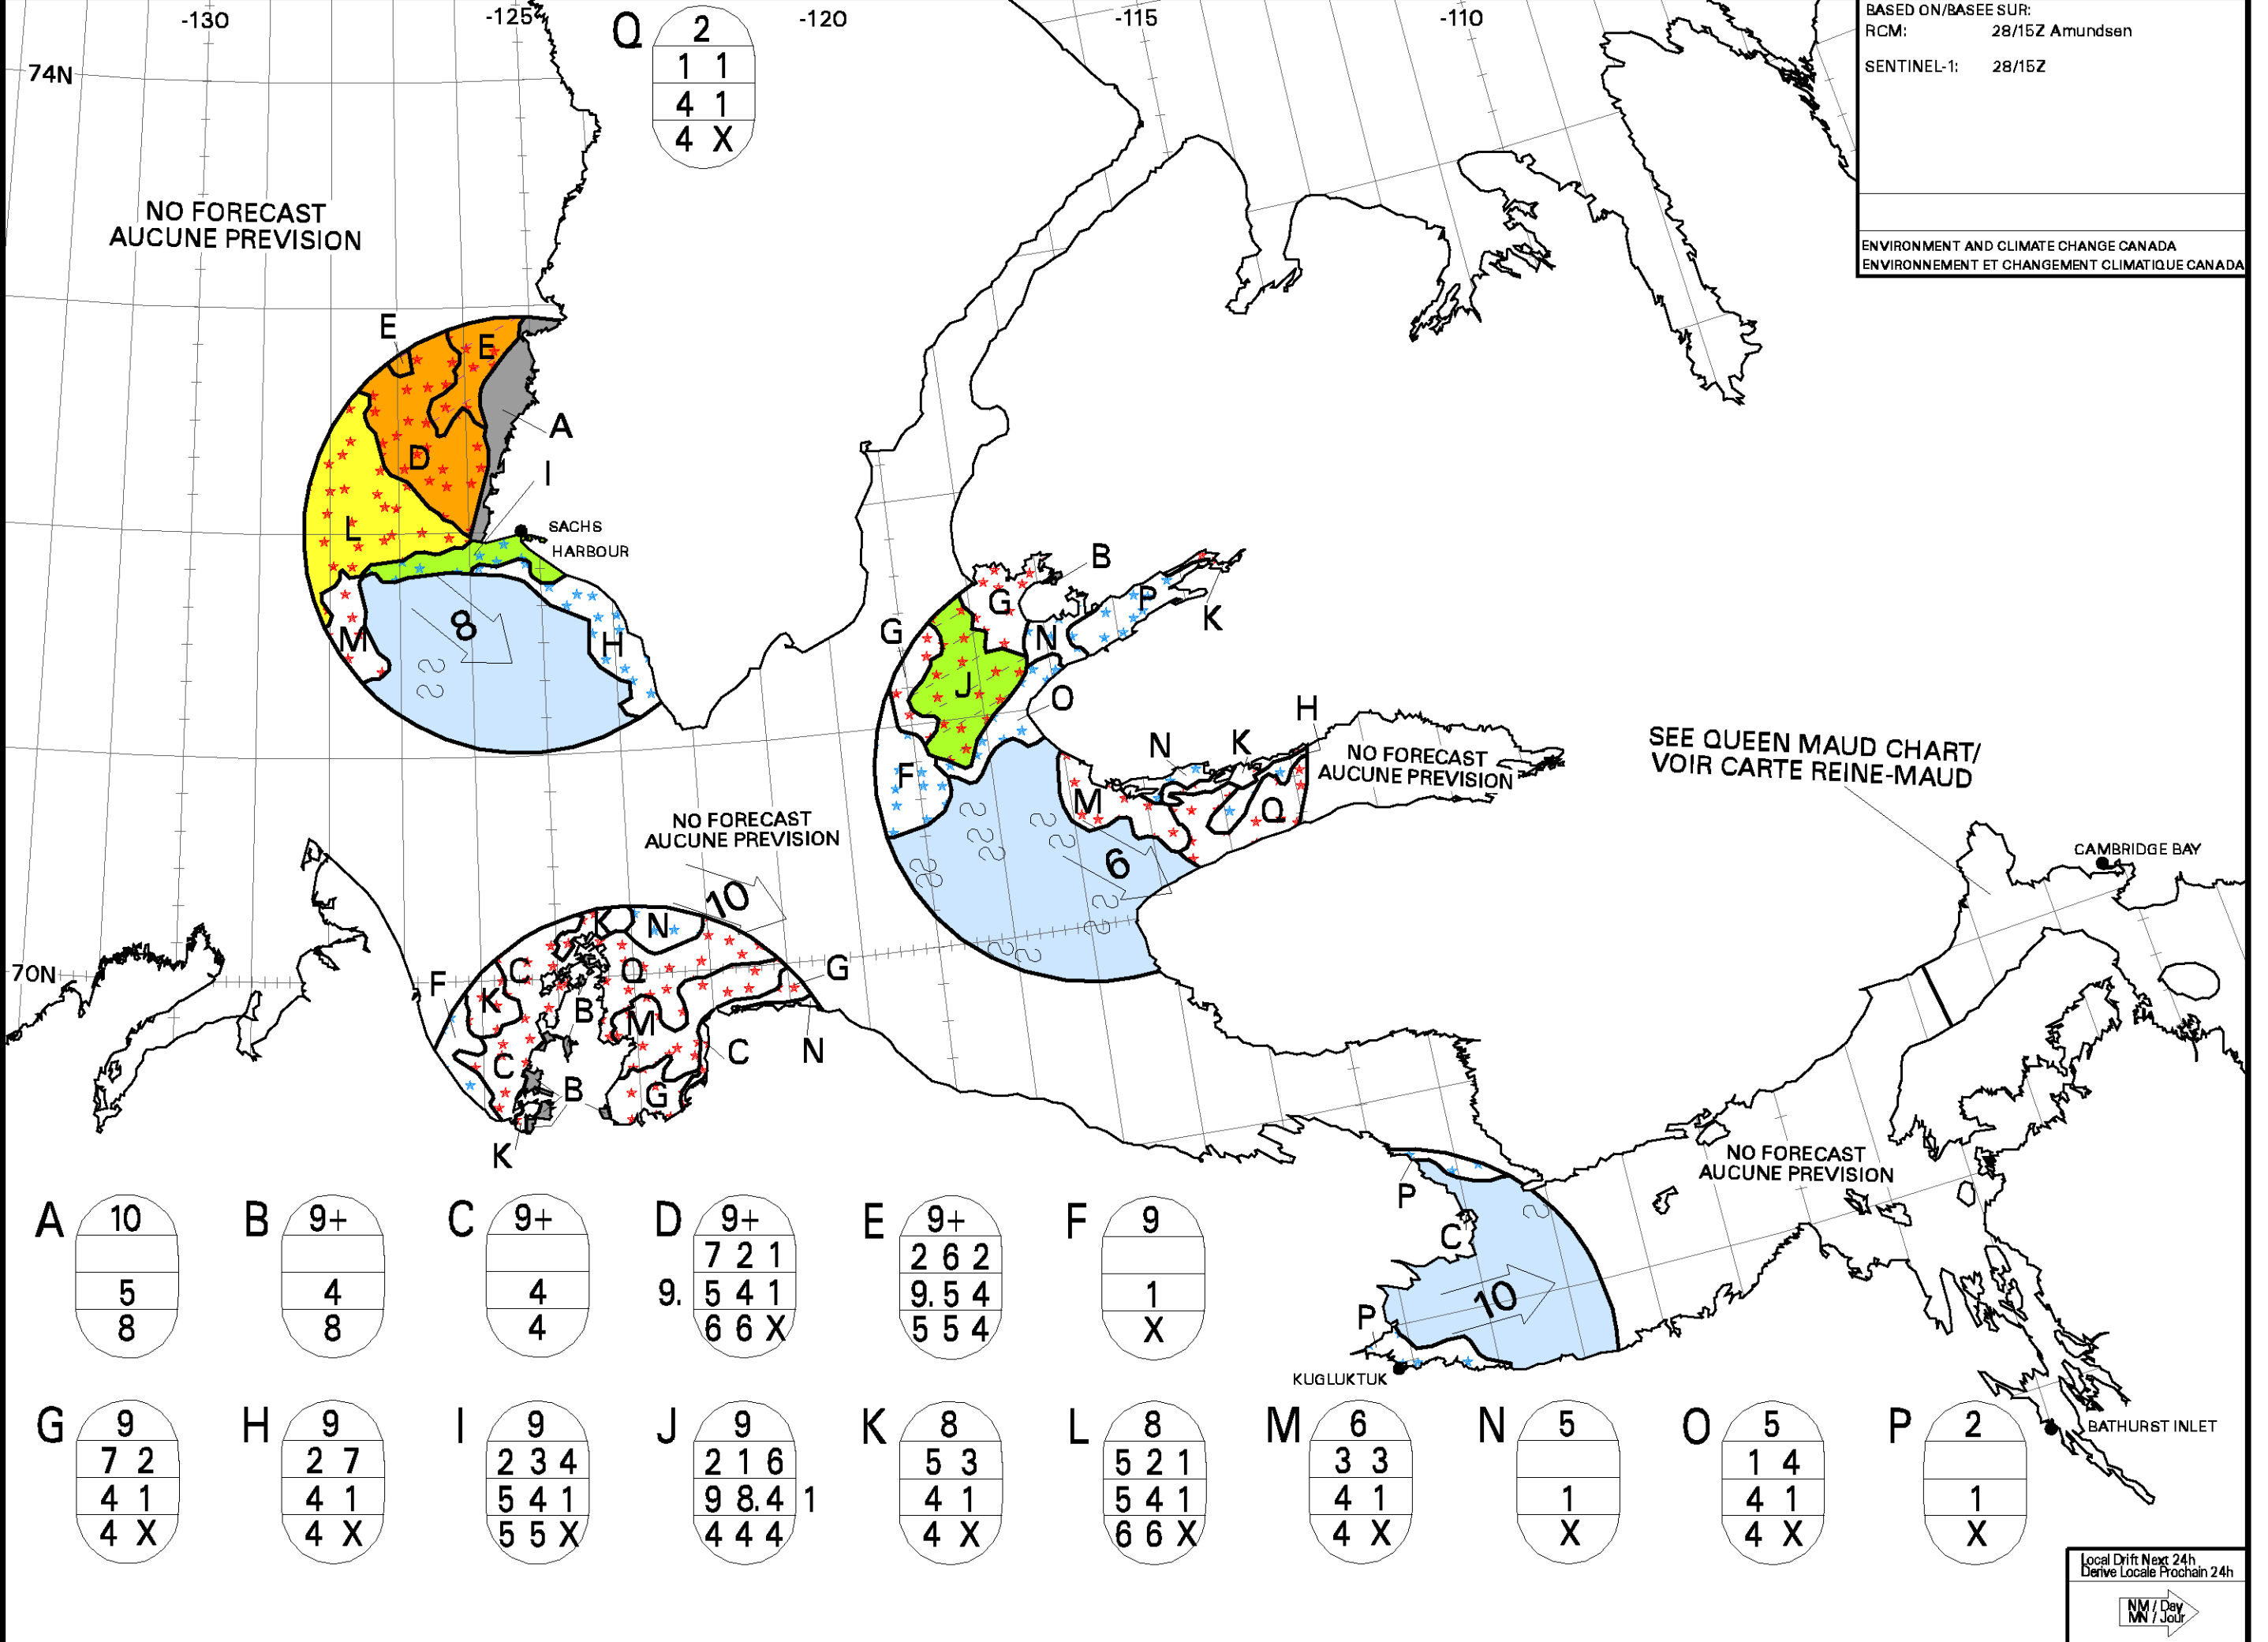 -130
-125
-120
-115
-110
BASED ON/BASEE SUR:
RCM: 28/15Z Amundsen
SENTINEL-1: 28/15Z
ENVIRONMENT AND CLIMATE CHANGE CANADA
ENVIRONNEMENT ET CHANGEMENT CLIMATIQUE CANADA
Q
2
1 1
4 1
4 X
74N
NO FORECAST
AUCUNE PREVISION
E
E
A
D
I
L
SACHS
HARBOUR
8
M
H
B
G
P
K
G
N
J
O
H
N
K
NO FORECAST
AUCUNE PREVISION
F
M
Q
6
SEE QUEEN MAUD CHART/
VOIR CARTE REINE-MAUD
CAMBRIDGE BAY
NO FORECAST
AUCUNE PREVISION
10
K
N
70N
F
C
Q
G
K
B
M
C
N
C
B
G
K
NO FORECAST
AUCUNE PREVISION
P
C
10
P
KUGLUKTUK
BATHURST INLET
A
10
5
8
B
9+
4
8
C
9+
4
4
D
9+
7 2 1
9. 5 4 1
6 6 X
E
9+
2 6 2
9. 5 4
5 5 4
F
9
1
X
G
9
7 2
4 1
4 X
H
9
2 7
4 1
4 X
I
9
2 3 4
5 4 1
5 5 X
J
9
2 1 6
9 8. 4 1
4 4 4
K
8
5 3
4 1
4 X
L
8
5 2 1
5 4 1
6 6 X
M
6
3 3
4 1
4 X
N
5
1
X
O
5
1 4
4 1
4 X
P
2
1
X
Local Drift Next 24h
Derive Locale Prochain 24h
NM / Day
MN / Jour